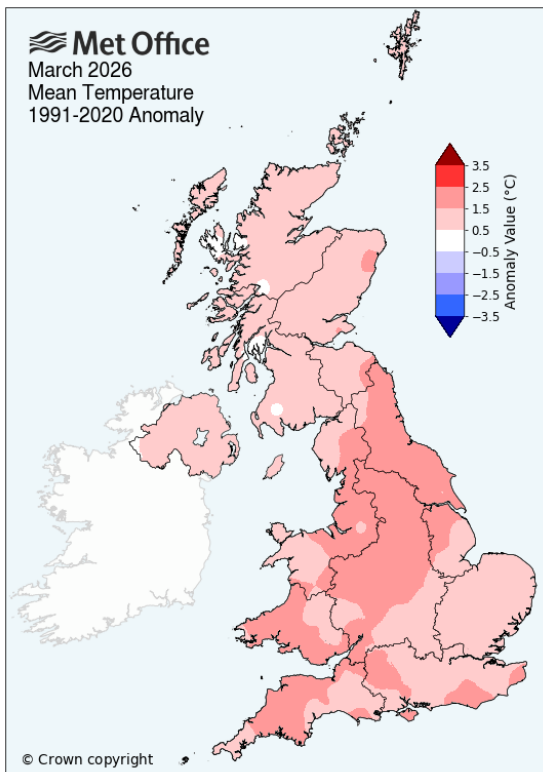 Met Office
March 2026
Mean Temperature
1991-2020 Anomaly
3.5
2.5
1.5
0.5
−0.5
−1.5
−2.5
−3.5
Anomaly Value (°C)
© Crown copyright